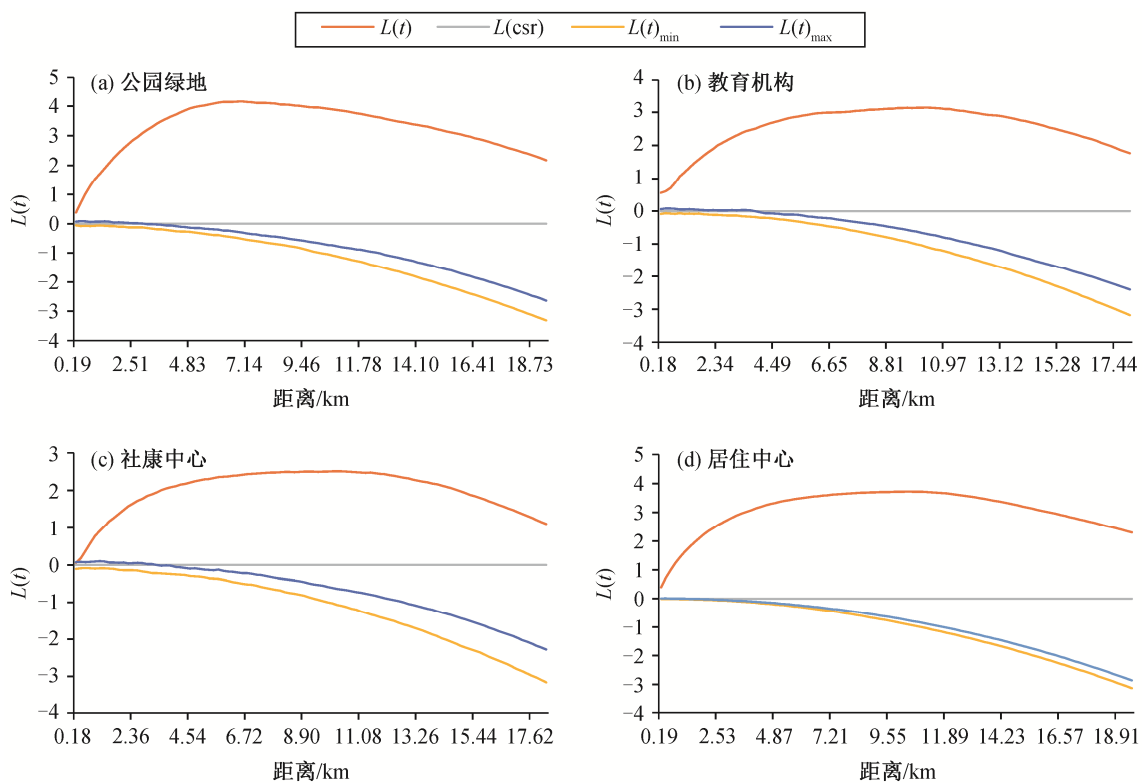 L(t) L(csr) L(t)min L(t)max
(a) 公园绿地
5
4
3
2
1
0
−1
−2
−3
−4
L(t)
0.19 2.51 4.83 7.14 9.46 11.78 14.10 16.41 18.73
距离/km
(b) 教育机构
4
3
2
1
0
−1
−2
−3
−4
L(t)
0.18 2.34 4.49 6.65 8.81 10.97 13.12 15.28 17.44
距离/km
(c) 社康中心
3
2
1
0
−1
−2
−3
−4
L(t)
0.18 2.36 4.54 6.72 8.90 11.08 13.26 15.44 17.62
距离/km
(d) 居住中心
5
4
3
2
1
0
−1
−2
−3
−4
L(t)
0.19 2.53 4.87 7.21 9.55 11.89 14.23 16.57 18.91
距离/km